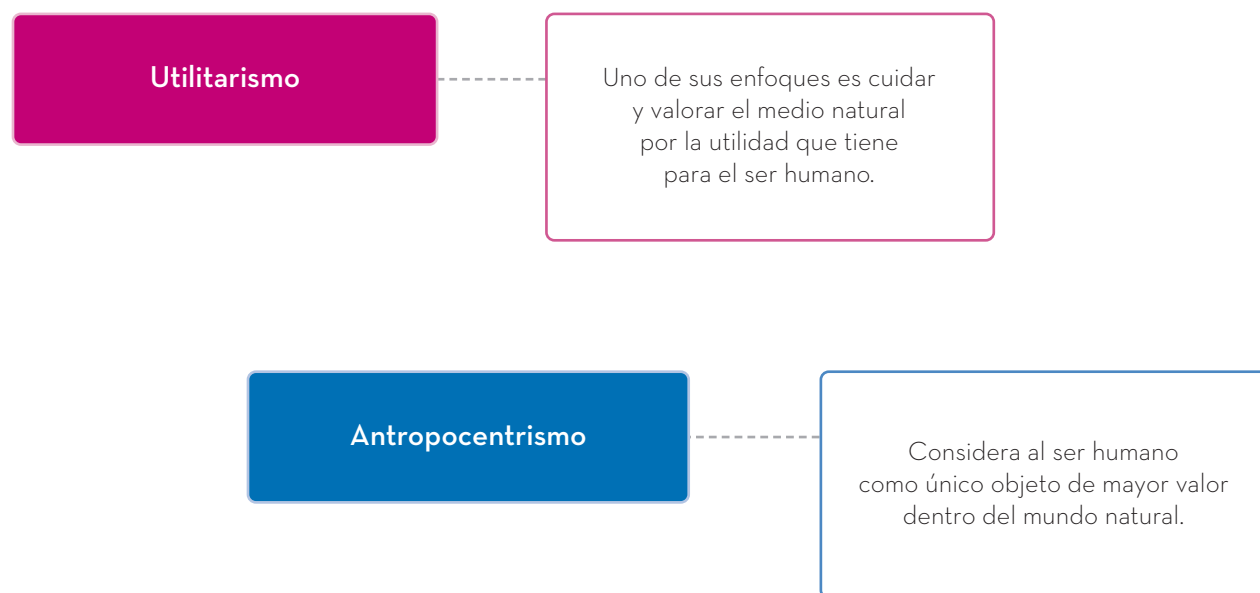 Utilitarismo
Uno de sus enfoques es cuidar
y valorar el medio natural
por la utilidad que tiene
para el ser humano.
Antropocentrismo
Considera al ser humano
como único objeto de mayor valor
dentro del mundo natural.